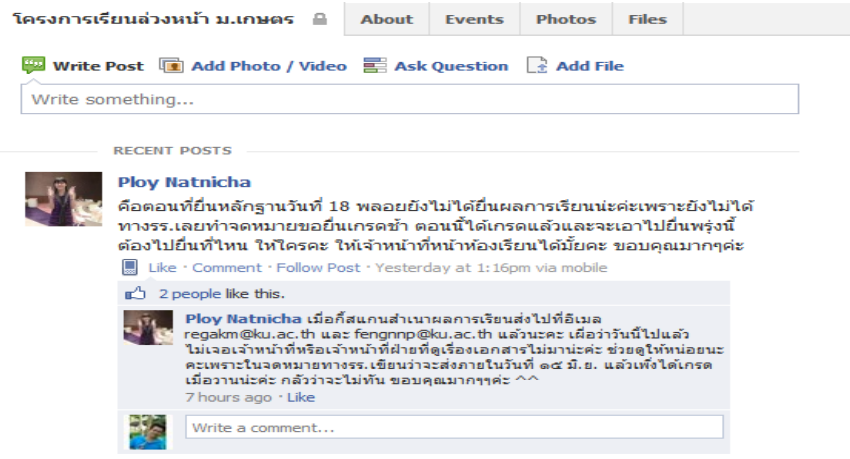 โครงการเรียนล่วงหน้า ม.เกษตร About Events Photos Files
Write Post Add Photo / Video Ask Question Add File
Write something...
RECENT POSTS
Ploy Natnicha
คือตอนที่ยื่นหลักฐานวันที่ 18 พลอยยังไม่ได้ยื่นผลการเรียนน่ะค่ะเพราะยังไม่ได้
ทางรร.เลยทำจดหมายขอยื่นเกรดช้า ตอนนี้ได้เกรดแล้วและจะเอาไปยื่นพรุ่งนี้
ต้องไปยื่นที่ไหน ให้ใครคะ ให้เจ้าหน้าที่หน้าห้องเรียนได้มั้ยคะ ขอบคุณมากๆค่ะ
Like · Comment · Follow Post · Yesterday at 1:16pm via mobile
2 people like this.
Ploy Natnicha เมื่อกี้สแกนสำเนาผลการเรียนส่งไปที่อีเมล
regakm@ku.ac.th และ fengnnp@ku.ac.th แล้วนะคะ เผื่อว่าวันนี้ไปแล้ว
ไม่เจอเจ้าหน้าที่หรือเจ้าหน้าที่ฝ่ายที่ดูเรื่องเอกสารไม่มาน่ะค่ะ ช่วยดูให้หน่อยนะ
คะเพราะในจดหมายทางรร.เขียนว่าจะส่งภายในวันที่ ๑๕ มิ.ย. แล้วเพิ่งได้เกรด
เมื่อวานน่ะค่ะ กลัวว่าจะไม่ทัน ขอบคุณมากๆๆค่ะ ^^
7 hours ago · Like
Write a comment...